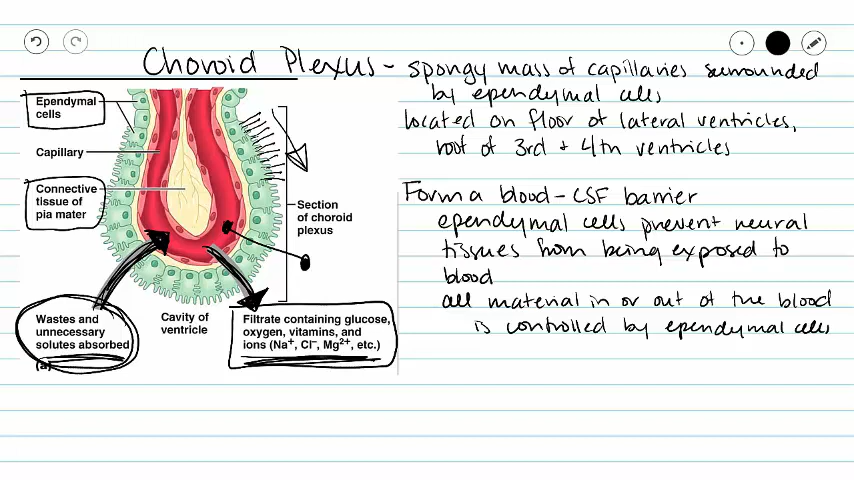 Choroid Plexus - spongy mass of capillaries surrounded
by ependymal cells
located on floor of lateral ventricles,
roof of 3rd + 4th ventricles
Form a blood-CSF barrier
ependymal cells prevent neural
tissues from being exposed to
blood
all material in or out of the blood
is controlled by ependymal cells
Ependymal
cells
Capillary
Connective
tissue of
pia mater
Section
of choroid
plexus
Wastes and
unnecessary
solutes absorbed
(a)
Cavity of
ventricle
Filtrate containing glucose,
oxygen, vitamins, and
ions (Na⁺, Cl⁻, Mg²⁺, etc.)